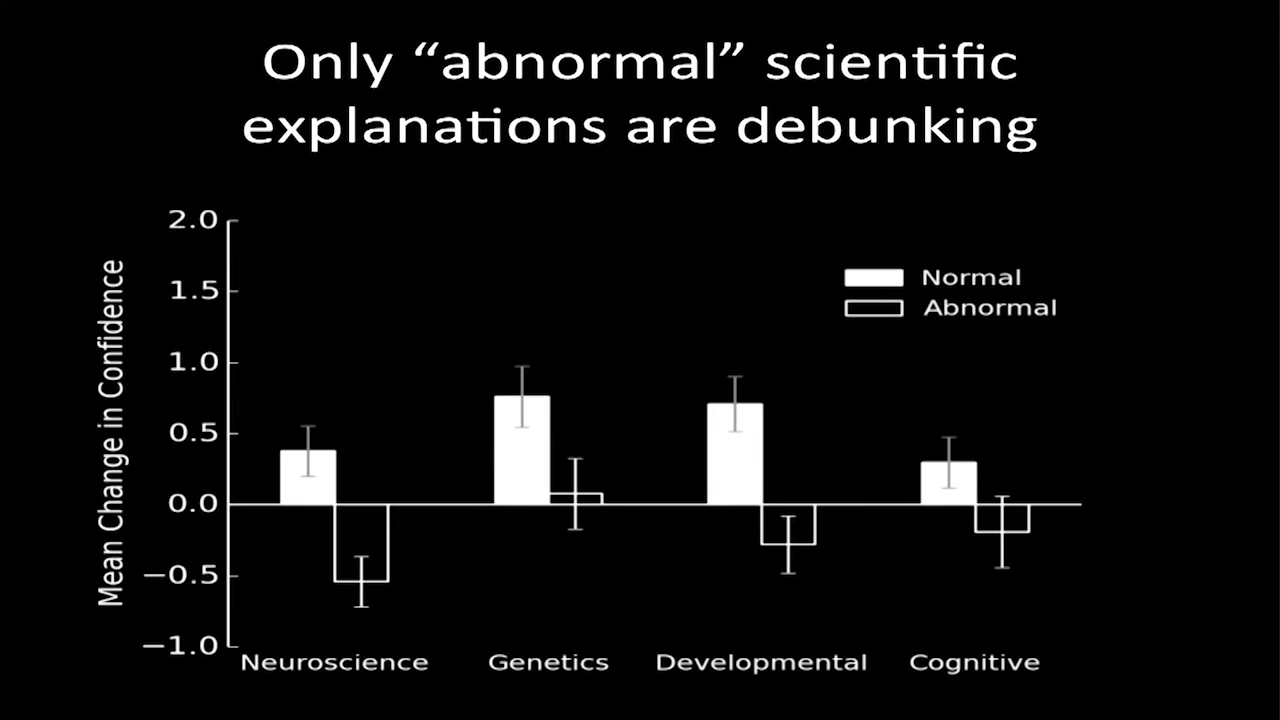 Only “abnormal” scientific
explanations are debunking
Mean Change in Confidence
2.0
1.5
1.0
0.5
0.0
−0.5
−1.0
Normal
Abnormal
Neuroscience
Genetics
Developmental
Cognitive